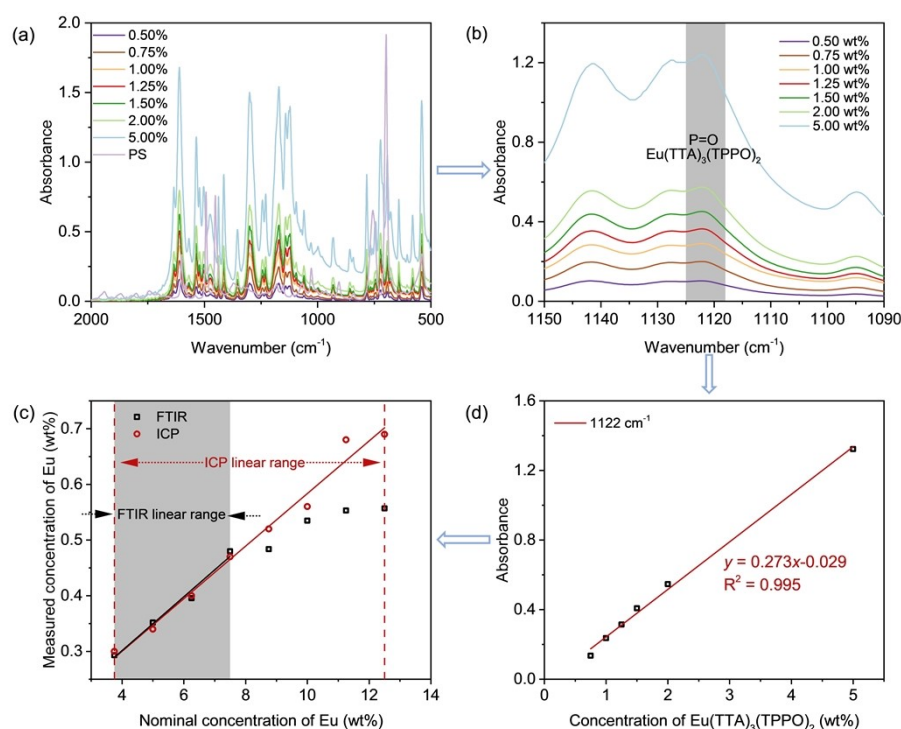 (a)
0.50%
0.75%
1.00%
1.25%
1.50%
2.00%
5.00%
PS
Absorbance
2.0
1.5
1.0
0.5
0.0
2000 1500 1000 500
Wavenumber (cm⁻¹)
(b)
0.50 wt%
0.75 wt%
1.00 wt%
1.25 wt%
1.50 wt%
2.00 wt%
5.00 wt%
P=O
Eu(TTA)₃(TPPO)₂
Absorbance
1.2
0.8
0.4
0.0
1150 1140 1130 1120 1110 1100 1090
Wavenumber (cm⁻¹)
(c)
FTIR
ICP
ICP linear range
FTIR linear range
Measured concentration of Eu (wt%)
0.7
0.6
0.5
0.4
0.3
4 6 8 10 12 14
Nominal concentration of Eu (wt%)
(d)
1122 cm⁻¹
y = 0.273x-0.029
R² = 0.995
Absorbance
1.6
1.2
0.8
0.4
0.0
0 1 2 3 4 5
Concentration of Eu(TTA)₃(TPPO)₂ (wt%)